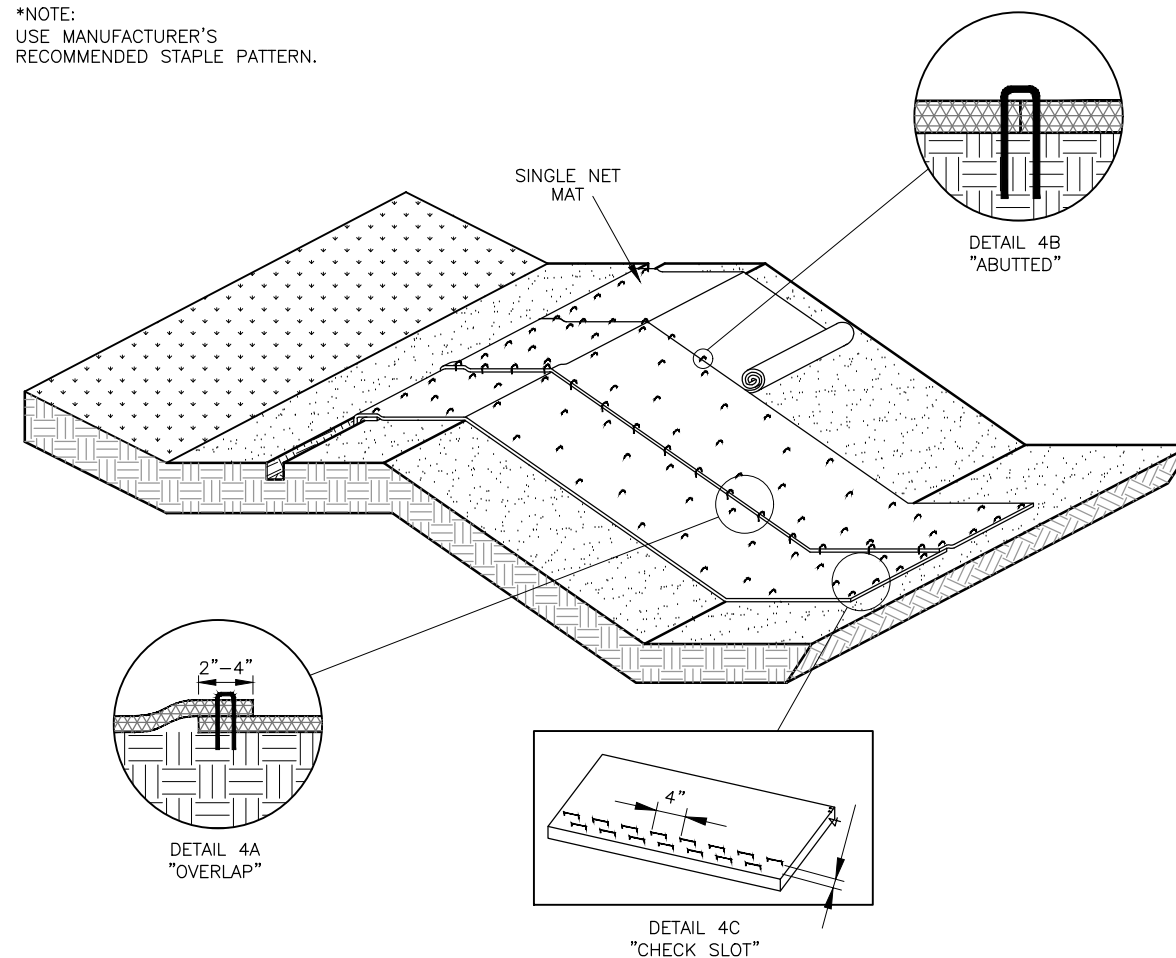 *NOTE:
USE MANUFACTURER'S
RECOMMENDED STAPLE PATTERN.
SINGLE NET
MAT
DETAIL 4B
"ABUTTED"
2"-4"
DETAIL 4A
"OVERLAP"
4"
DETAIL 4C
"CHECK SLOT"